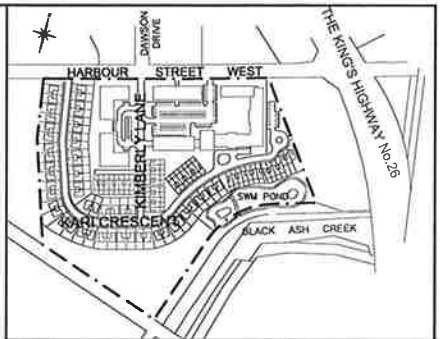 DAWSON
DRIVE
THE KING'S HIGHWAY No.26
HARBOUR STREET WEST
KIMBERLY LANE
KARI CRESCENT
SWM POND
BLACK ASH CREEK